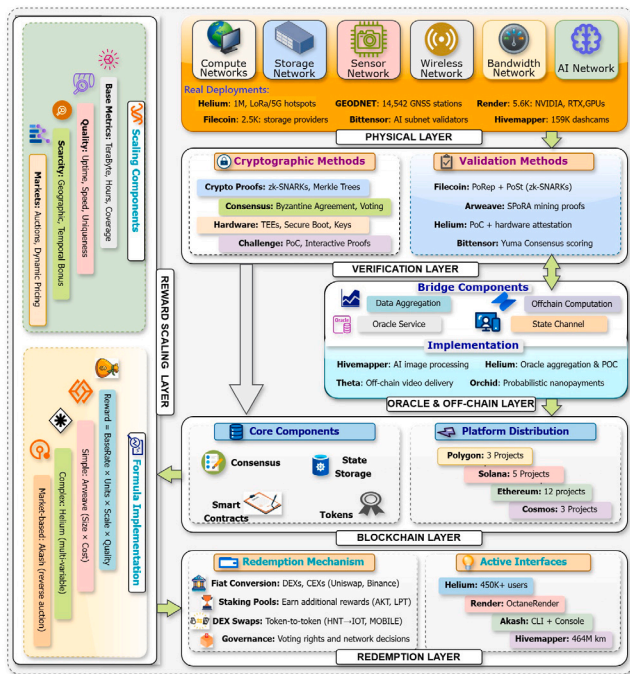 Compute
Networks
Storage
Network
Sensor
Network
Wireless
Network
Bandwidth
Network
AI Network
Real Deployments:
Helium: 1M, LoRa/5G hotspots
GEODNET: 14,542 GNSS stations
Render: 5.6K: NVIDIA, RTX,GPUs
Filecoin: 2.5K: storage providers
Bittensor: AI subnet validators
Hivemapper: 159K dashcams
PHYSICAL LAYER
Cryptographic Methods
Crypto Proofs: zk-SNARKs, Merkle Trees
Consensus: Byzantine Agreement, Voting
Hardware: TEEs, Secure Boot, Keys
Challenge: PoC, Interactive Proofs
Validation Methods
Filecoin: PoRep + PoSt (zk-SNARKs)
Arweave: SPoRA mining proofs
Helium: PoC + hardware attestation
Bittensor: Yuma Consensus scoring
VERIFICATION LAYER
Bridge Components
Data Aggregation
Offchain Computation
Oracle
Oracle Service
State Channel
Implementation
Hivemapper: AI image processing
Helium: Oracle aggregation & POC
Theta: Off-chain video delivery
Orchid: Probabilistic nanopayments
ORACLE & OFF-CHAIN LAYER
Core Components
Consensus
State
Storage
Smart
Contracts
Tokens
Platform Distribution
Polygon: 3 Projects
Solana: 5 Projects
Ethereum: 12 projects
Cosmos: 3 Projects
BLOCKCHAIN LAYER
Redemption Mechanism
Fiat Conversion: DEXs, CEXs (Uniswap, Binance)
Staking Pools: Earn additional rewards (AKT, LPT)
DEX Swaps: Token-to-token (HNT→IOT, MOBILE)
Governance: Voting rights and network decisions
Active Interfaces
Helium: 450K+ users
Render: OctaneRender
Akash: CLI + Console
Hivemapper: 464M km
REDEMPTION LAYER
REWARD SCALING LAYER
Scaling Components
Base Metrics: TeraByte, Hours, Coverage
Quality: Uptime, Speed, Uniqueness
Scarcity: Geographic, Temporal Bonus
Markets: Auctions, Dynamic Pricing
Formula Implementation
Reward = BaseRate × Units × Scale × Quality
Simple: Arweave (Size × Cost)
Complex: Helium (multi-variable)
Market-based: Akash (reverse auction)